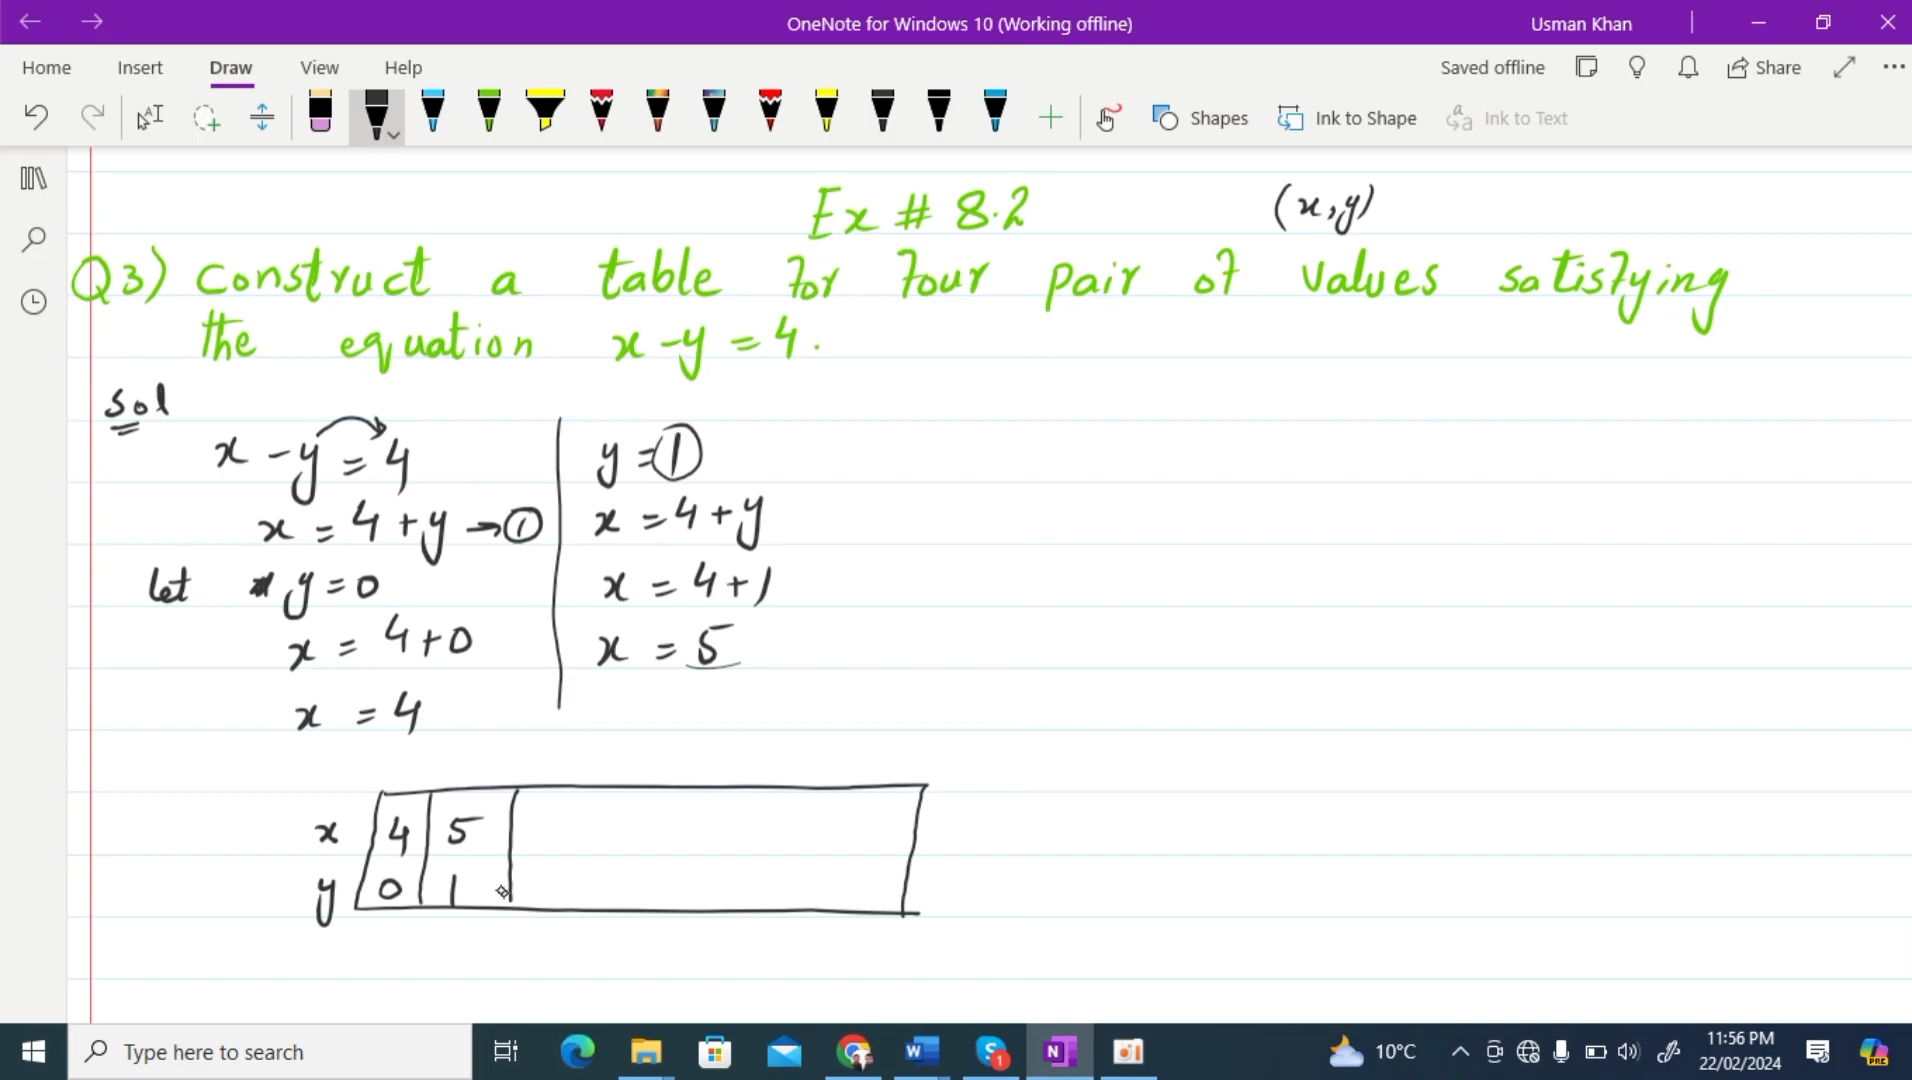 OneNote for Windows 10 (Working offline)
Usman Khan
Home Insert Draw View Help
Saved offline
Share
Shapes
Ink to Shape
Ink to Text
Ex # 8.2
(x,y)
Q3) Construct a table for four pair of values satisfying
the equation x-y = 4.
Sol
x - y = 4
x = 4 + y → ①
let y = 0
x = 4 + 0
x = 4
y = 1
x = 4 + y
x = 4 + 1
x = 5
x 4 5
y 0 1
Type here to search
W
S 1
N
10°C
11:56 PM
22/02/2024
PRE